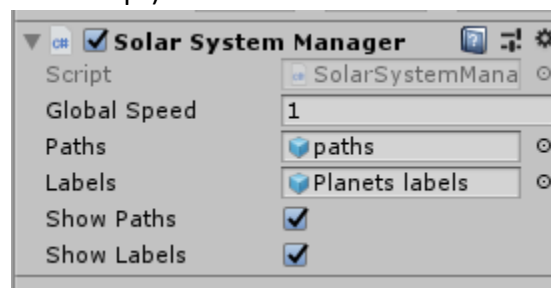 Solar System Manager
Script SolarSystemMana
Global Speed 1
Paths paths
Labels Planets labels
Show Paths
Show Labels